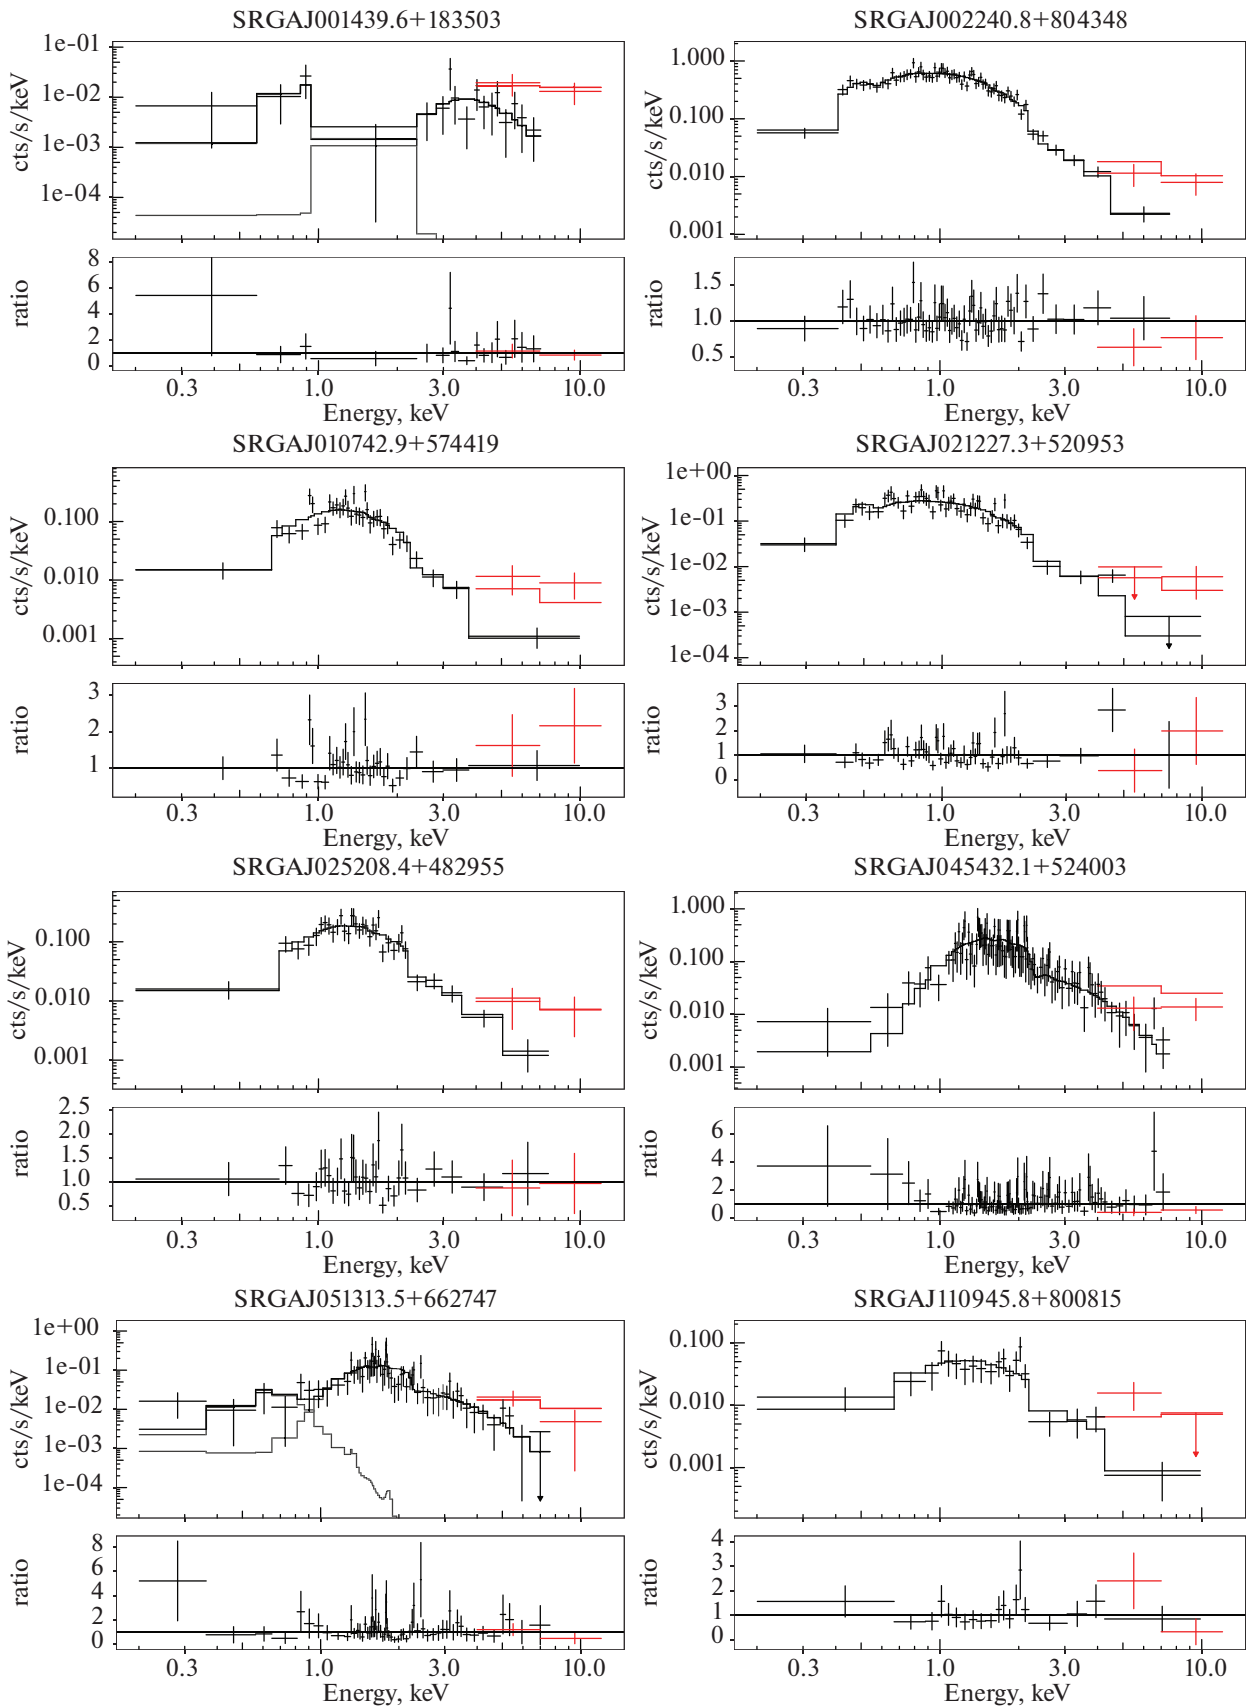 SRGAJ001439.6+183503
SRGAJ002240.8+804348
1e-01
1e-02
1e-03
1e-04
cts/s/keV
1.000
0.100
0.010
0.001
cts/s/keV
8
6
4
2
0
ratio
1.5
1.0
0.5
ratio
0.3 1.0 3.0 10.0
Energy, keV
0.3 1.0 3.0 10.0
Energy, keV
SRGAJ010742.9+574419
SRGAJ021227.3+520953
0.100
0.010
0.001
cts/s/keV
1e+00
1e-01
1e-02
1e-03
1e-04
cts/s/keV
3
2
1
ratio
3
2
1
0
ratio
0.3 1.0 3.0 10.0
Energy, keV
0.3 1.0 3.0 10.0
Energy, keV
SRGAJ025208.4+482955
SRGAJ045432.1+524003
0.100
0.010
0.001
cts/s/keV
1.000
0.100
0.010
0.001
cts/s/keV
2.5
2.0
1.5
1.0
0.5
ratio
6
4
2
0
ratio
0.3 1.0 3.0 10.0
Energy, keV
0.3 1.0 3.0 10.0
Energy, keV
SRGAJ051313.5+662747
SRGAJ110945.8+800815
1e+00
1e-01
1e-02
1e-03
1e-04
cts/s/keV
0.100
0.010
0.001
cts/s/keV
8
6
4
2
0
ratio
4
3
2
1
0
ratio
0.3 1.0 3.0 10.0
Energy, keV
0.3 1.0 3.0 10.0
Energy, keV